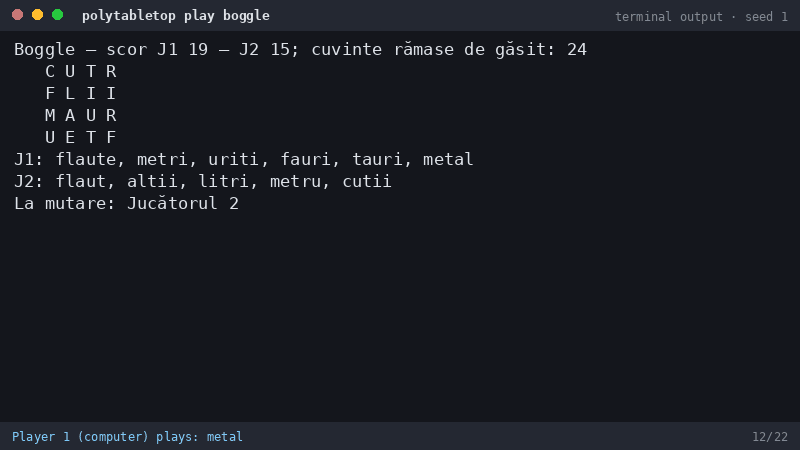 polytabletop play boggle
terminal output · seed 1
Boggle — scor J1 19 — J2 15; cuvinte rămase de găsit: 24
C U T R
F L I I
M A U R
U E T F
J1: flaute, metri, uriti, fauri, tauri, metal
J2: flaut, altii, litri, metru, cutii
La mutare: Jucătorul 2
Player 1 (computer) plays: metal
12/22